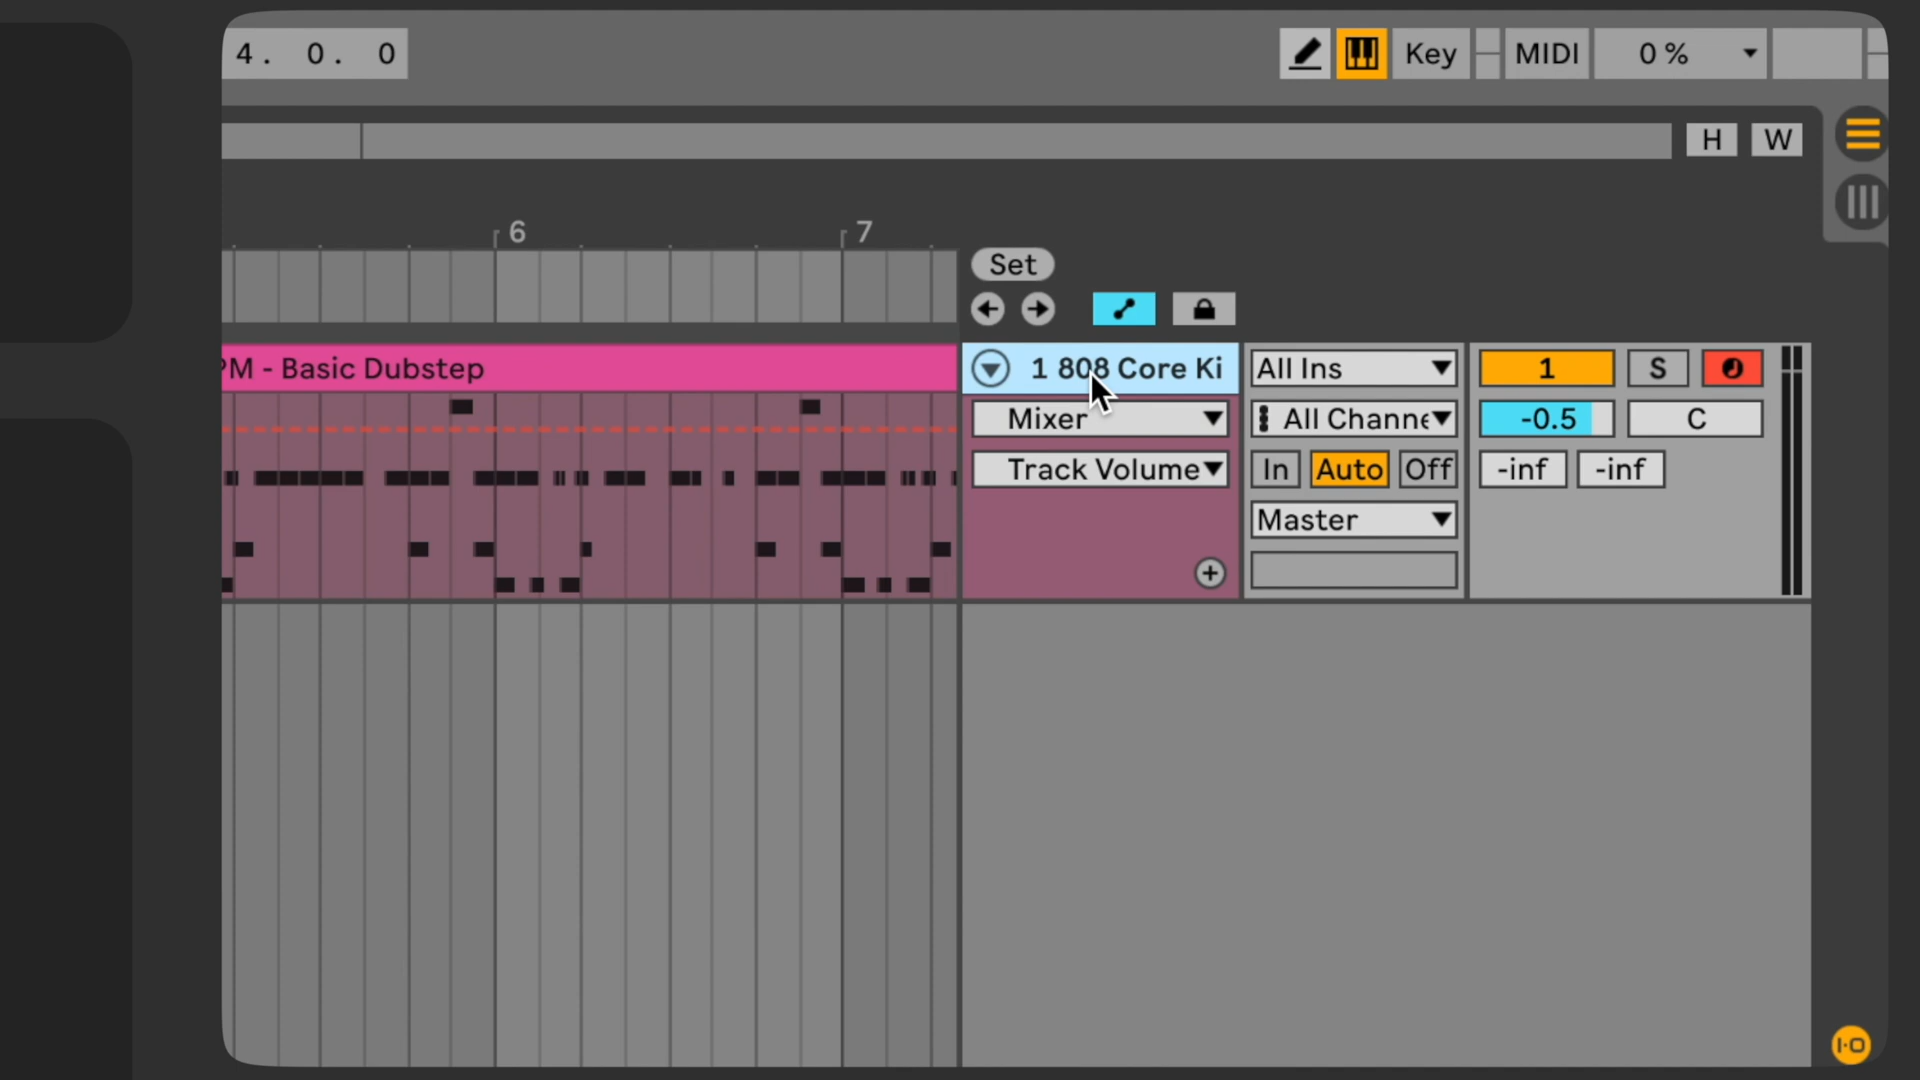 4. 0. 0 Key MIDI 0 %
H W
6 7
Set
PM - Basic Dubstep 1 808 Core Ki All Ins 1 S
Mixer All Channe -0.5 C
Track Volume In Auto Off -inf -inf
Master
I·O